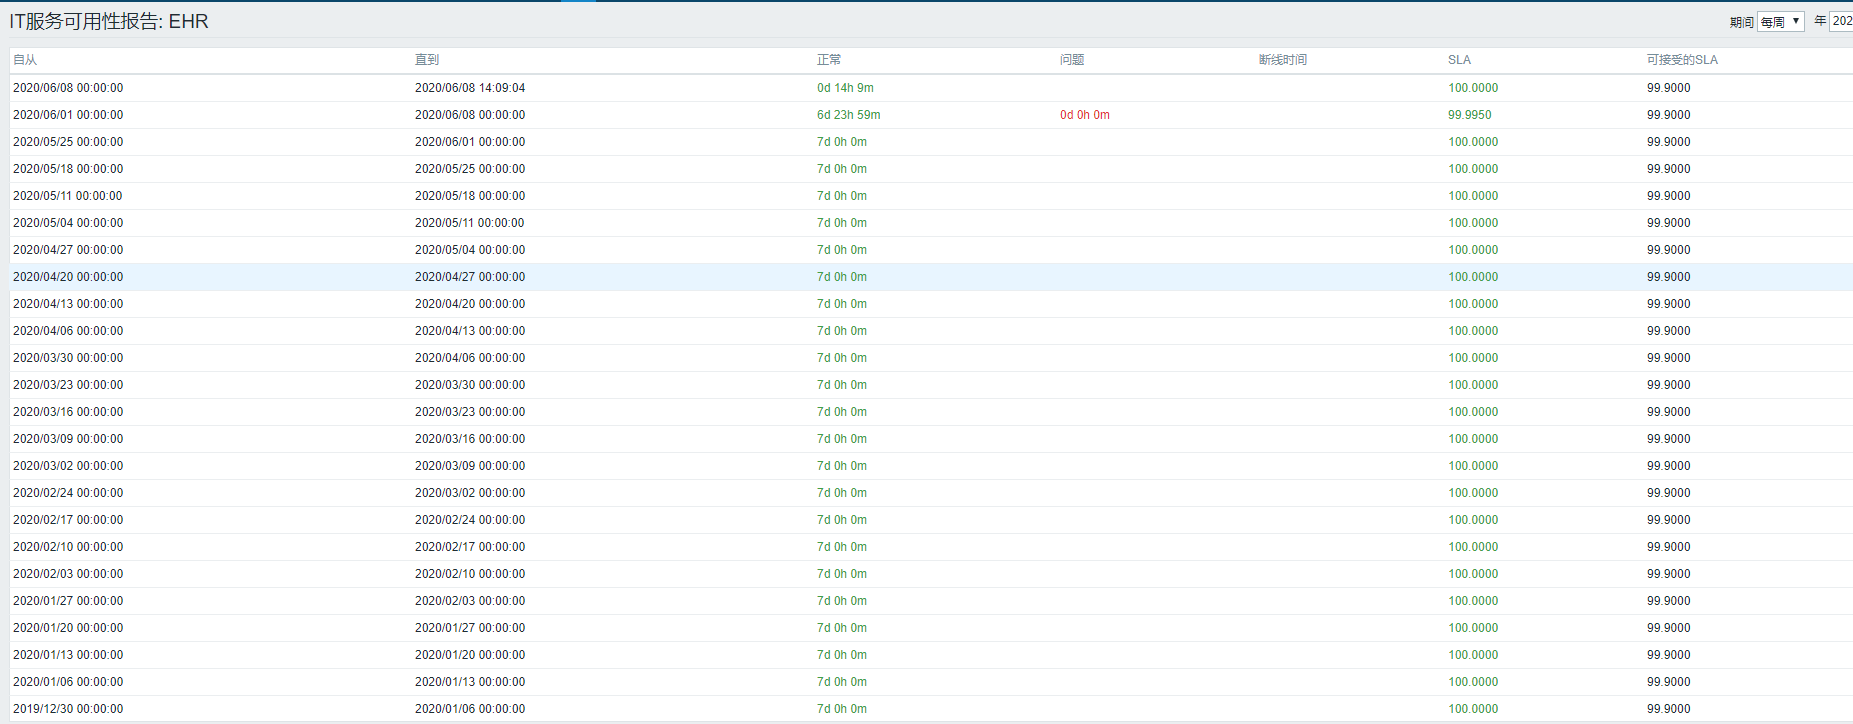 IT服务可用性报告: EHR
期间 每周 年 202
自从 直到 正常 问题 断线时间 SLA 可接受的SLA
2020/06/08 00:00:00 2020/06/08 14:09:04 0d 14h 9m 100.0000 99.9000
2020/06/01 00:00:00 2020/06/08 00:00:00 6d 23h 59m 0d 0h 0m 99.9950 99.9000
2020/05/25 00:00:00 2020/06/01 00:00:00 7d 0h 0m 100.0000 99.9000
2020/05/18 00:00:00 2020/05/25 00:00:00 7d 0h 0m 100.0000 99.9000
2020/05/11 00:00:00 2020/05/18 00:00:00 7d 0h 0m 100.0000 99.9000
2020/05/04 00:00:00 2020/05/11 00:00:00 7d 0h 0m 100.0000 99.9000
2020/04/27 00:00:00 2020/05/04 00:00:00 7d 0h 0m 100.0000 99.9000
2020/04/20 00:00:00 2020/04/27 00:00:00 7d 0h 0m 100.0000 99.9000
2020/04/13 00:00:00 2020/04/20 00:00:00 7d 0h 0m 100.0000 99.9000
2020/04/06 00:00:00 2020/04/13 00:00:00 7d 0h 0m 100.0000 99.9000
2020/03/30 00:00:00 2020/04/06 00:00:00 7d 0h 0m 100.0000 99.9000
2020/03/23 00:00:00 2020/03/30 00:00:00 7d 0h 0m 100.0000 99.9000
2020/03/16 00:00:00 2020/03/23 00:00:00 7d 0h 0m 100.0000 99.9000
2020/03/09 00:00:00 2020/03/16 00:00:00 7d 0h 0m 100.0000 99.9000
2020/03/02 00:00:00 2020/03/09 00:00:00 7d 0h 0m 100.0000 99.9000
2020/02/24 00:00:00 2020/03/02 00:00:00 7d 0h 0m 100.0000 99.9000
2020/02/17 00:00:00 2020/02/24 00:00:00 7d 0h 0m 100.0000 99.9000
2020/02/10 00:00:00 2020/02/17 00:00:00 7d 0h 0m 100.0000 99.9000
2020/02/03 00:00:00 2020/02/10 00:00:00 7d 0h 0m 100.0000 99.9000
2020/01/27 00:00:00 2020/02/03 00:00:00 7d 0h 0m 100.0000 99.9000
2020/01/20 00:00:00 2020/01/27 00:00:00 7d 0h 0m 100.0000 99.9000
2020/01/13 00:00:00 2020/01/20 00:00:00 7d 0h 0m 100.0000 99.9000
2020/01/06 00:00:00 2020/01/13 00:00:00 7d 0h 0m 100.0000 99.9000
2019/12/30 00:00:00 2020/01/06 00:00:00 7d 0h 0m 100.0000 99.9000